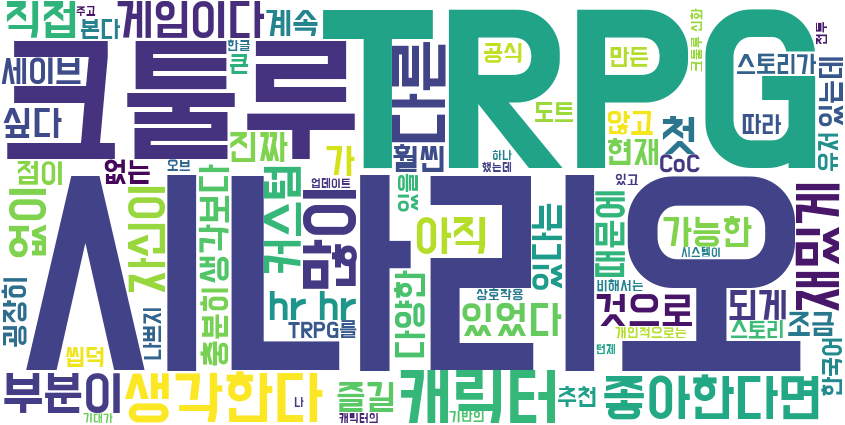 직접
주고
본다
게임이다
계속
한글
큰
세이브
싶다
크툴루
TRPG
다른
공식
만든
크툴루 신화
스토리가
전투
있는데
유저
도트
않고
현재
첫
따라
CoC
진짜
가
훨씬
하나
했는데
점이
없는
오브
업데이트
있고
없이
자신이
생각보다
커스텀
플레이
있을
아직
있다는
때문에
가능한
시스템이
재밌게
시나리오
굉장히
나쁘지
충분히
hr hr
TRPG를
다양한
상호작용
있었다
비해서는
것으로
개인적으로는
되게
스토리
조금
한국어
씹덕
턴제
부분이
기대가
생각한다
나
즐길
캐릭터의
캐릭터
기반의
추천
좋아한다면